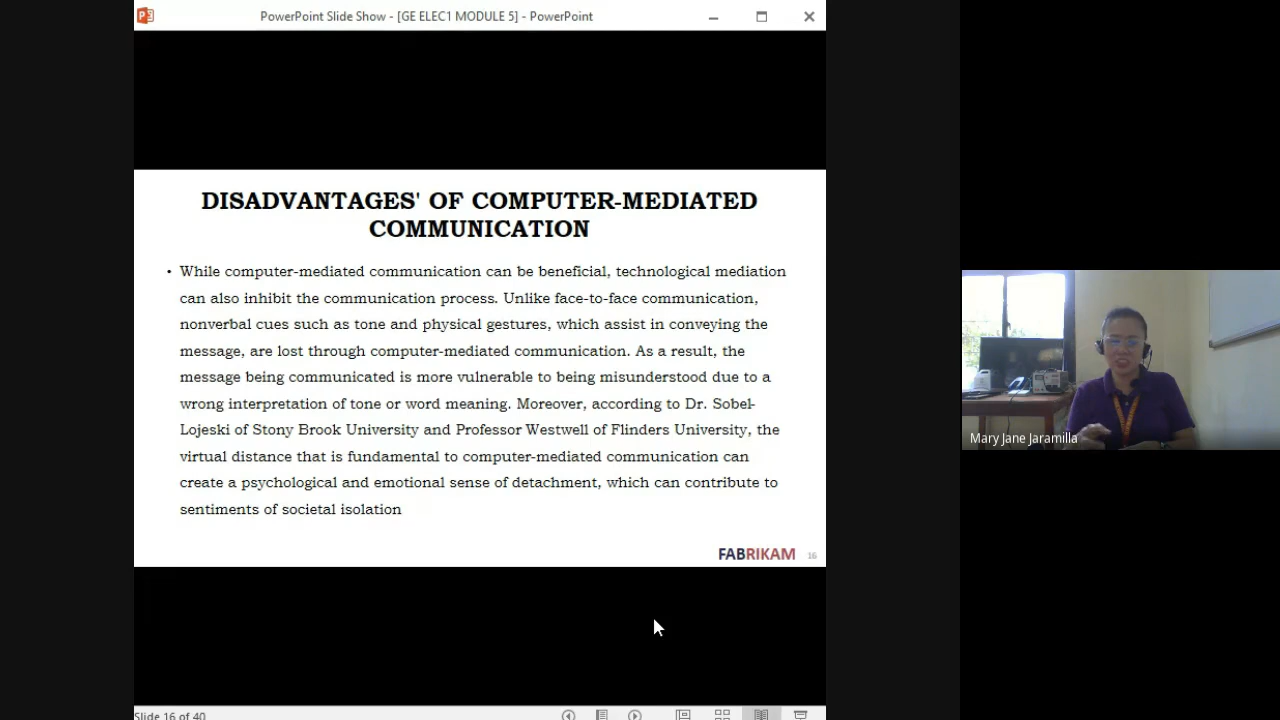 PowerPoint Slide Show - [GE ELEC1 MODULE 5] - PowerPoint
DISADVANTAGES' OF COMPUTER-MEDIATED
COMMUNICATION
• While computer-mediated communication can be beneficial, technological mediation
can also inhibit the communication process. Unlike face-to-face communication,
nonverbal cues such as tone and physical gestures, which assist in conveying the
message, are lost through computer-mediated communication. As a result, the
message being communicated is more vulnerable to being misunderstood due to a
wrong interpretation of tone or word meaning. Moreover, according to Dr. Sobel-
Lojeski of Stony Brook University and Professor Westwell of Flinders University, the
virtual distance that is fundamental to computer-mediated communication can
create a psychological and emotional sense of detachment, which can contribute to
sentiments of societal isolation
FABRIKAM 16
Mary Jane Jaramilla
Slide 16 of 40